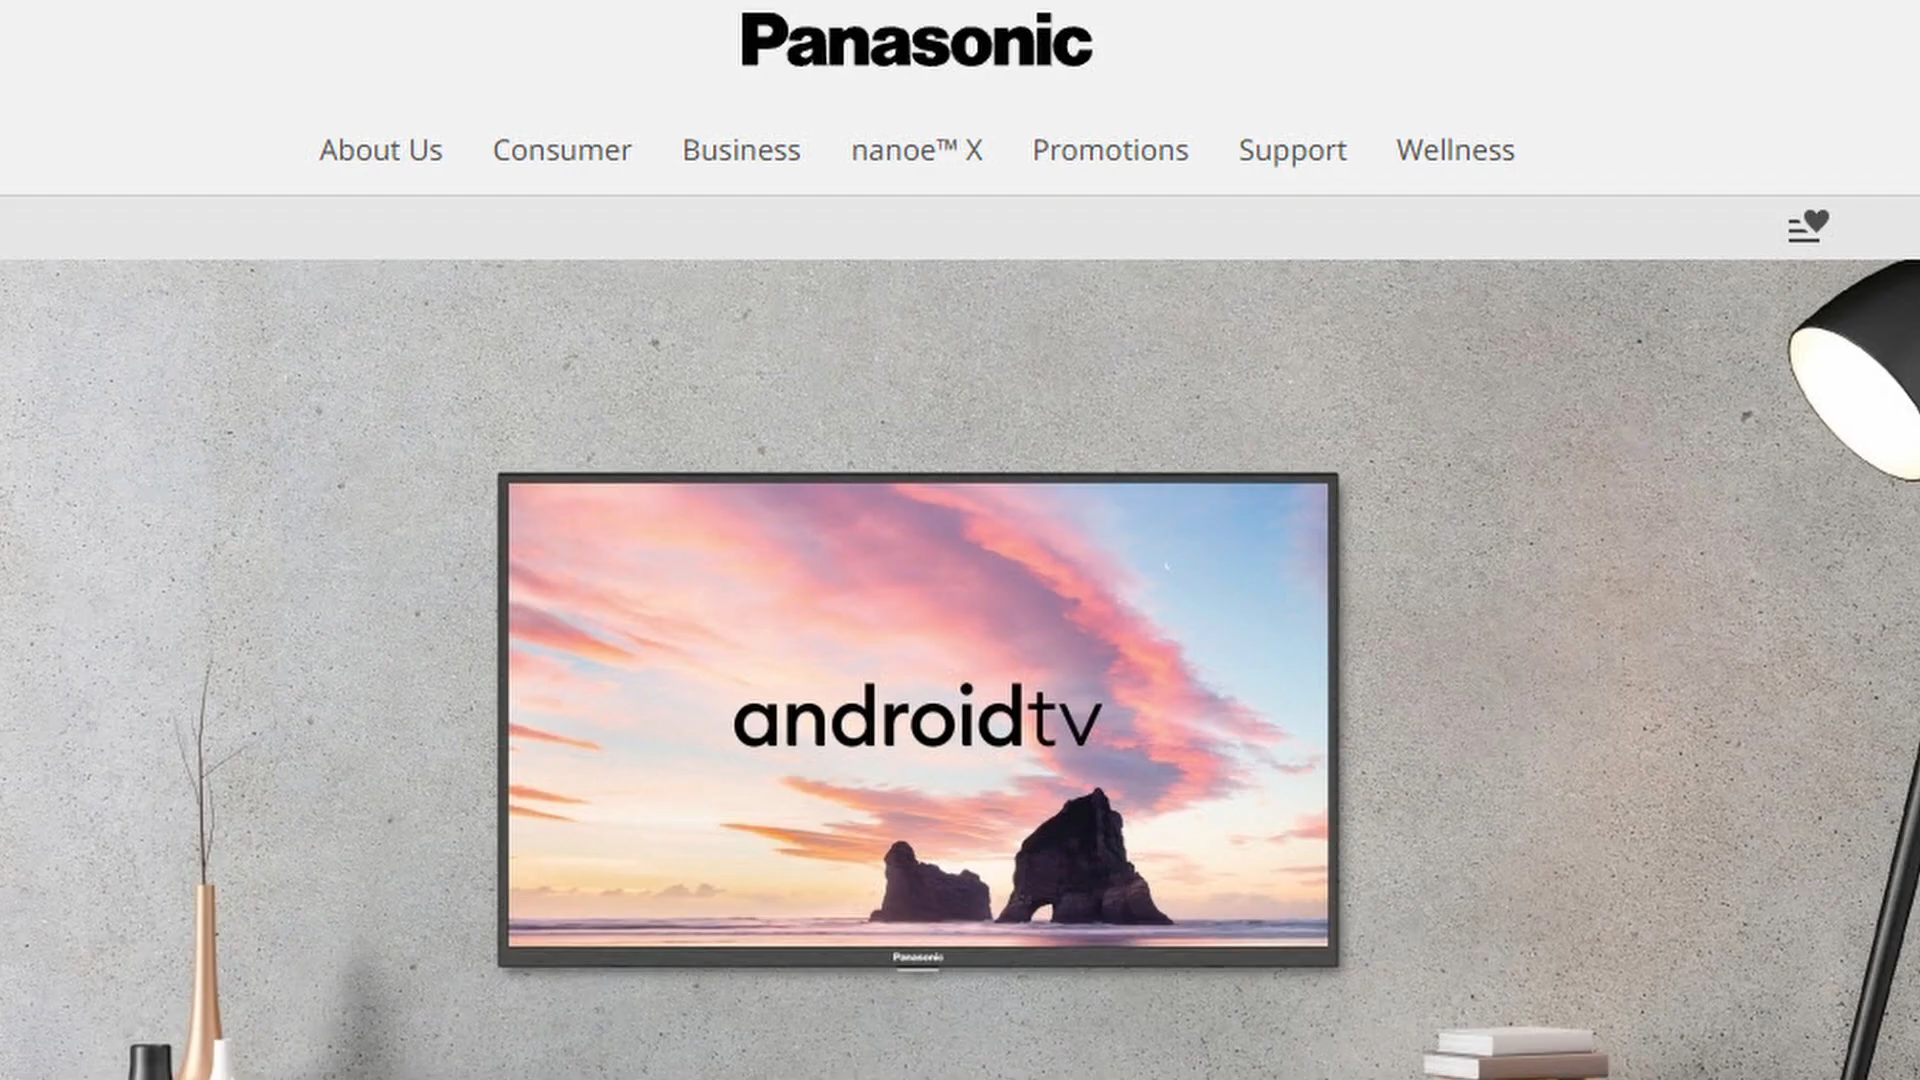 Panasonic
About Us Consumer Business nanoe™ X Promotions Support Wellness
androidtv
Panasonic